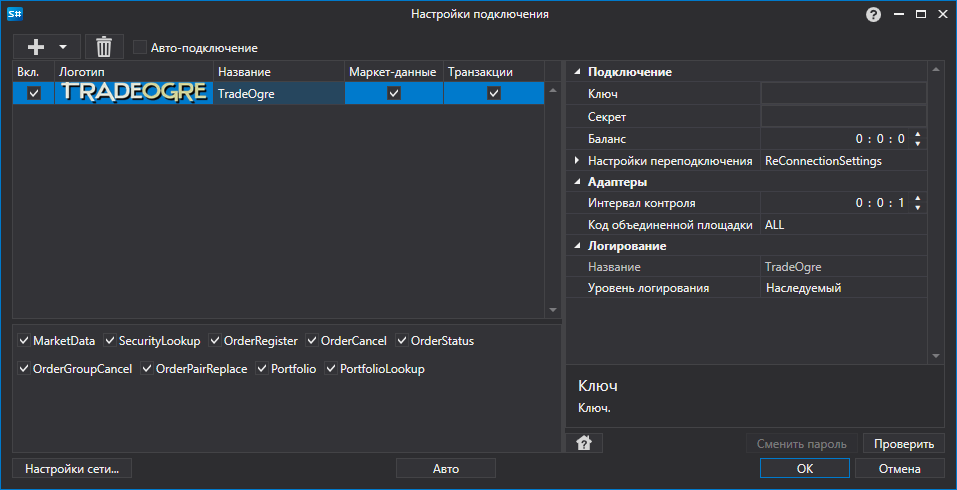 S#
Настройки подключения
?
Авто-подключение
Вкл. Логотип Название Маркет-данные Транзакции
TRADEOGRE TradeOgre
MarketData SecurityLookup OrderRegister OrderCancel OrderStatus
OrderGroupCancel OrderPairReplace Portfolio PortfolioLookup
Подключение
Ключ
Секрет
Баланс 0 : 0 : 0
Настройки переподключения ReConnectionSettings
Адаптеры
Интервал контроля 0 : 0 : 1
Код объединенной площадки ALL
Логирование
Название TradeOgre
Уровень логирования Наследуемый
Ключ
Ключ.
? Сменить пароль Проверить
Настройки сети... Авто OK Отмена